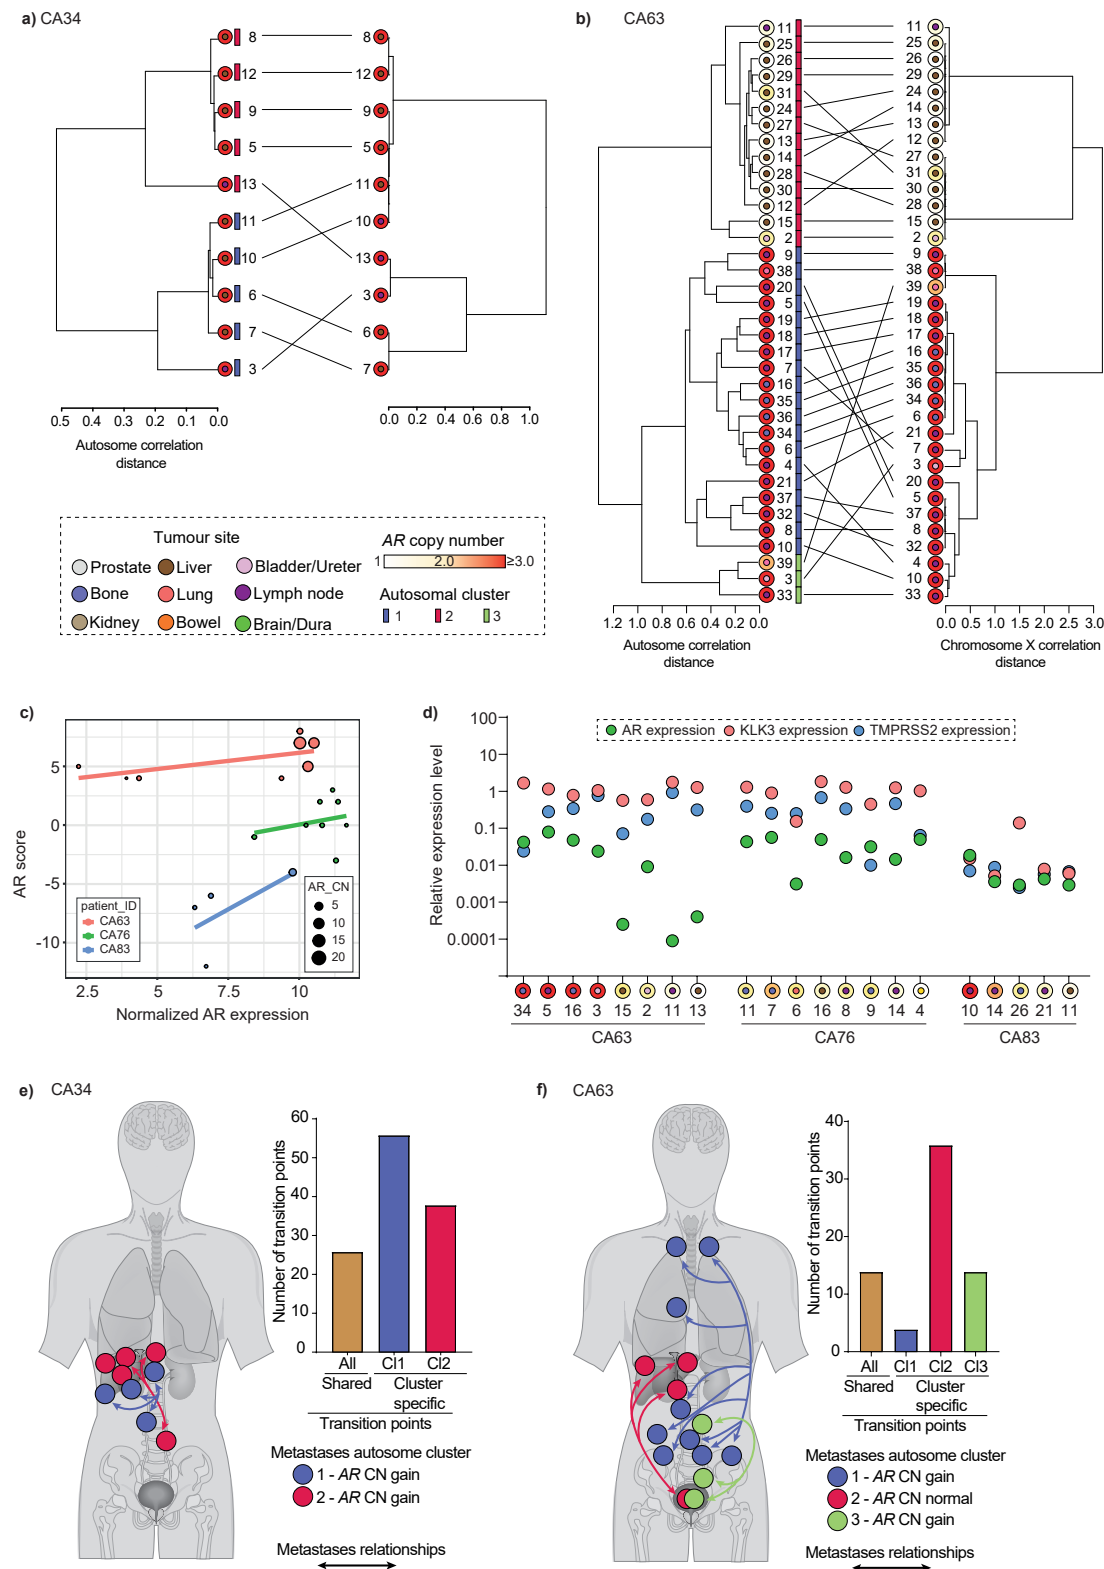 a) CA34
8 8
12 12
9 9
5 5
13 11
11 10
10 13
6 3
7 6
3 7
0.5 0.4 0.3 0.2 0.1 0.0
Autosome correlation
distance
0.0 0.2 0.4 0.6 0.8 1.0
b) CA63
11 11
25 25
26 26
29 29
31 24
24 14
27 13
13 12
14 27
28 31
30 30
12 28
15 15
2 2
9 9
38 38
20 39
5 19
19 18
18 17
17 16
7 35
16 36
35 34
36 6
34 21
6 7
4 3
21 20
37 5
32 37
8 8
10 32
39 4
3 10
33 33
1.2 1.0 0.8 0.6 0.4 0.2 0.0
Autosome correlation
distance
0.0 0.5 1.0 1.5 2.0 2.5 3.0
Chromosome X correlation
distance
Tumour site
Prostate Liver Bladder/Ureter
Bone Lung Lymph node
Kidney Bowel Brain/Dura
AR copy number
1 2.0 ≥3.0
Autosomal cluster
1 2 3
c)
AR score
5
0
-5
-10
patient_ID
CA63
CA76
CA83
AR_CN
5
10
15
20
2.5 5.0 7.5 10
Normalized AR expression
d)
Relative expression level
100
10
1
0.1
0.01
0.001
0.0001
AR expression KLK3 expression TMPRSS2 expression
34 5 16 3 15 2 11 13 11 7 6 16 8 9 14 4 10 14 26 21 11
CA63 CA76 CA83
e) CA34
Number of transition points
60
50
40
30
20
10
0
All Cl1 Cl2
Shared Cluster
specific
Transition points
Metastases autosome cluster
1 - AR CN gain
2 - AR CN gain
Metastases relationships
f) CA63
Number of transition points
40
30
20
10
0
All Cl1 Cl2 Cl3
Shared Cluster
specific
Transition points
Metastases autosome cluster
1 - AR CN gain
2 - AR CN normal
3 - AR CN gain
Metastases relationships